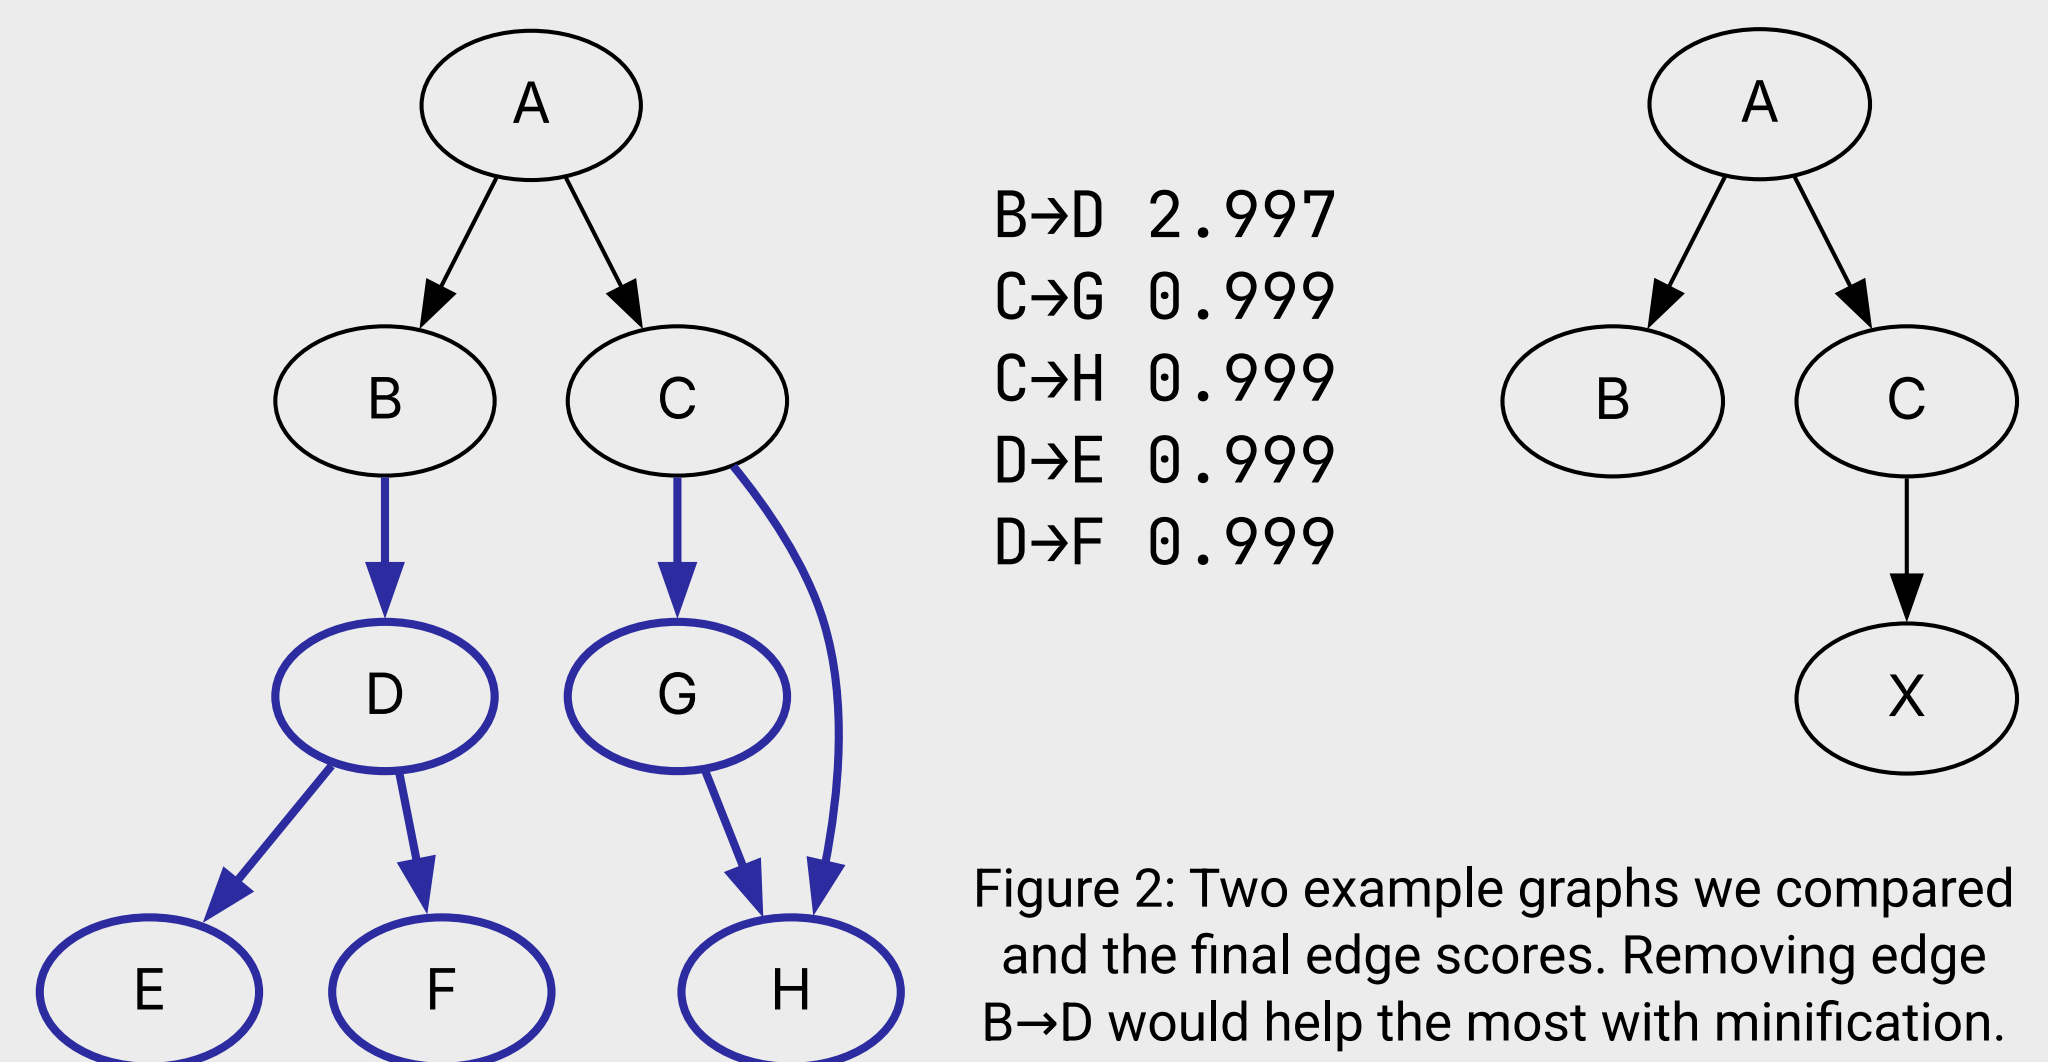 A
B
C
D
G
E
F
H
B→D 2.997
C→G 0.999
C→H 0.999
D→E 0.999
D→F 0.999
A
B
C
X
Figure 2: Two example graphs we compared
and the final edge scores. Removing edge
B→D would help the most with minification.